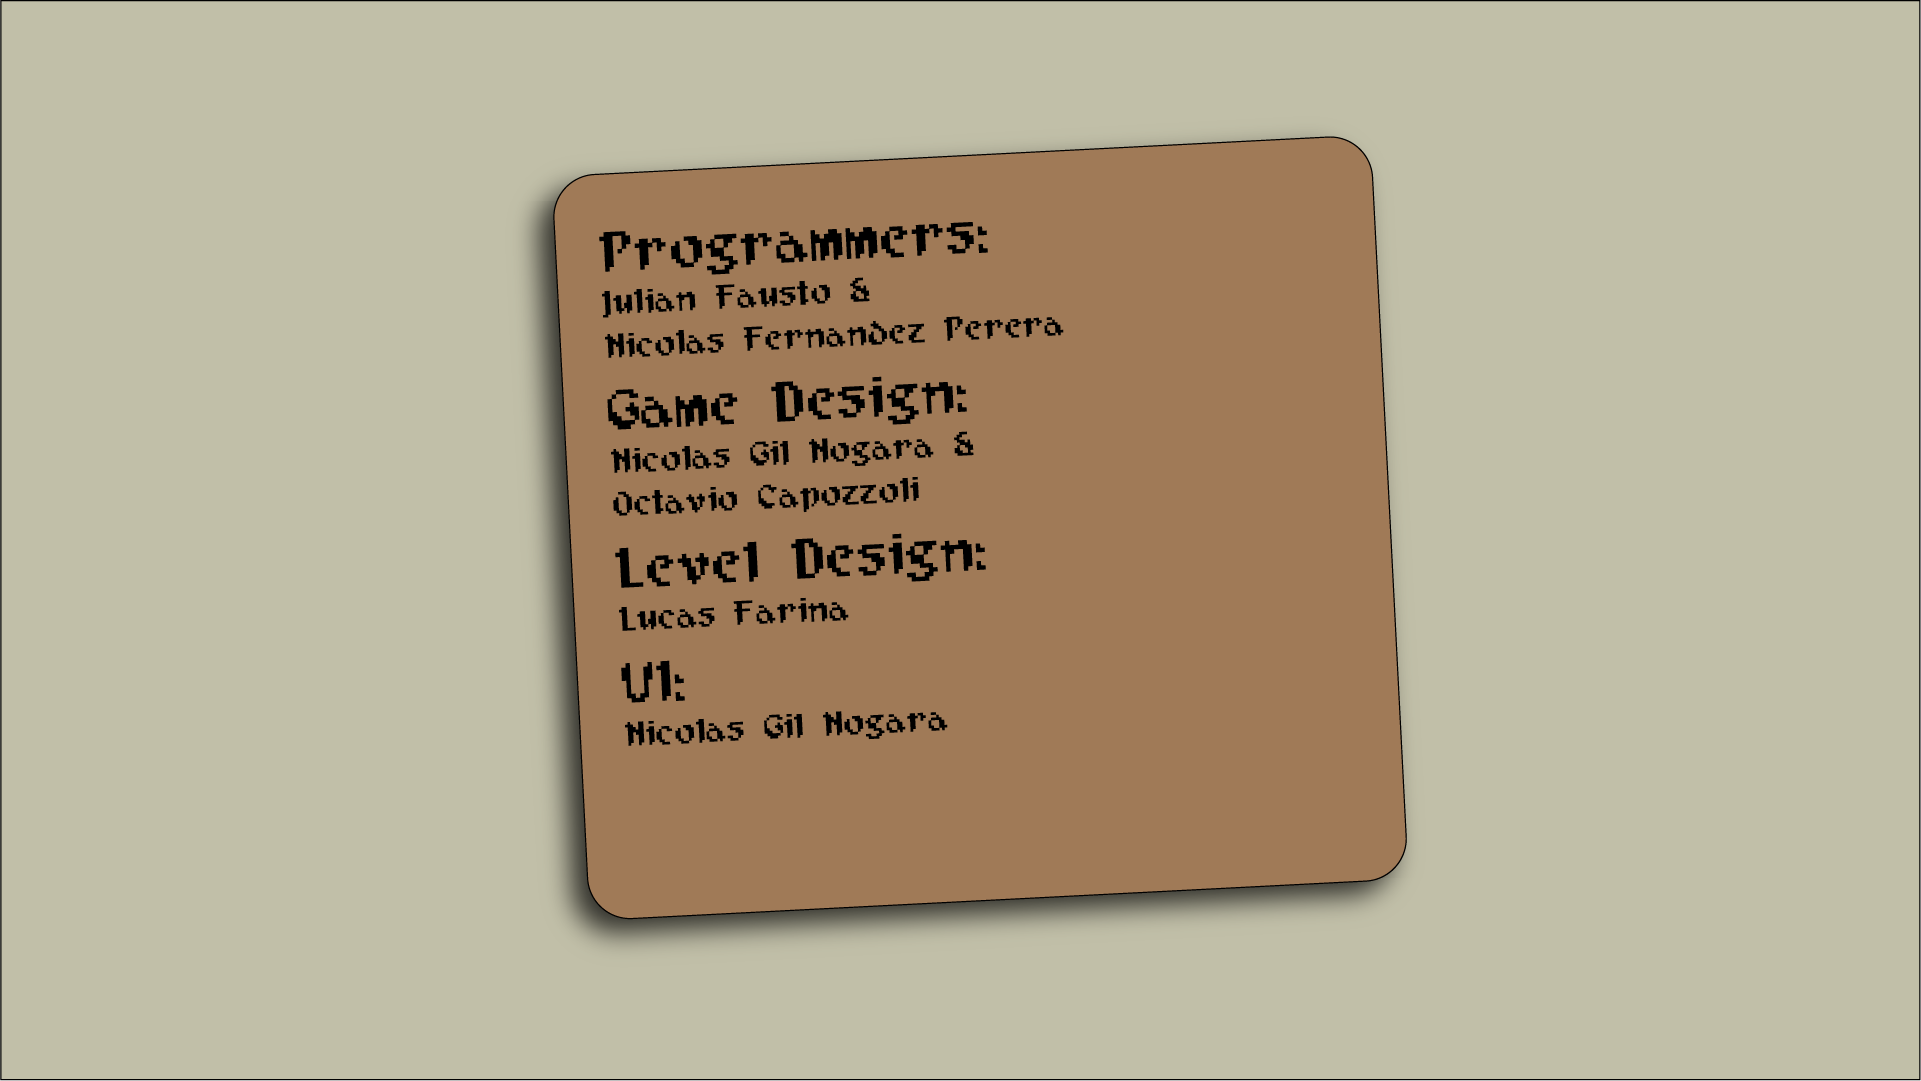 Programmers:
Julian Fausto &
Nicolas Fernandez Perera
Game Design:
Nicolas Gil Nogara &
Octavio Capozzoli
Level Design:
Lucas Farina
UI:
Nicolas Gil Nogara